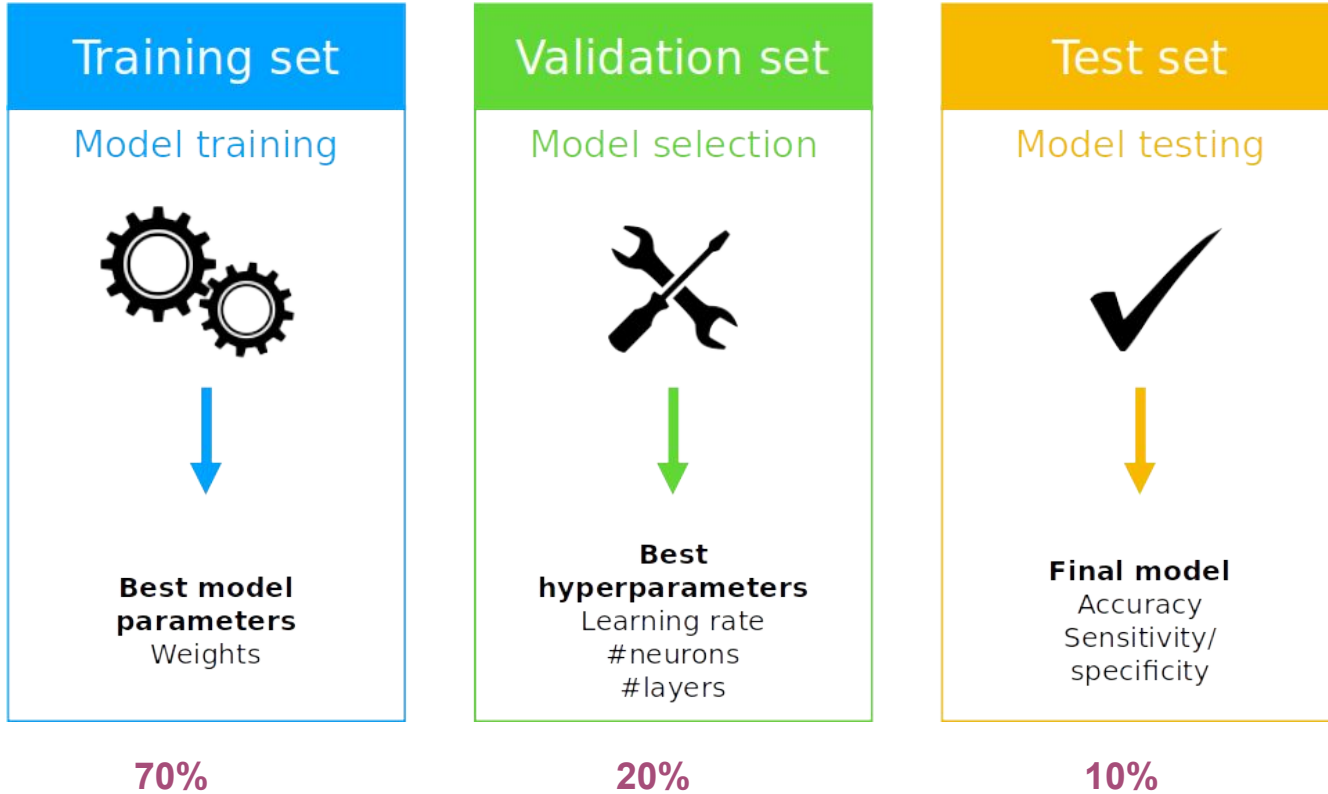 Training set
Model training
Best model
parameters
Weights
70%
Validation set
Model selection
Best
hyperparameters
Learning rate
#neurons
#layers
20%
Test set
Model testing
Final model
Accuracy
Sensitivity/
specificity
10%